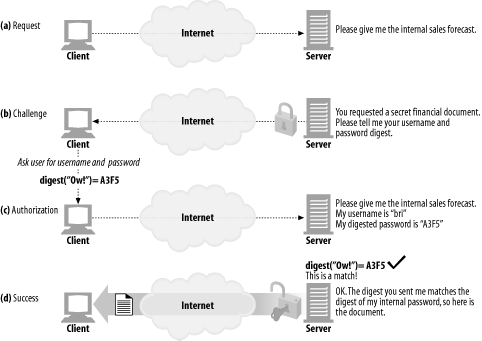 (a) Request
Internet
Please give me the internal sales forecast.
Client
Server
(b) Challenge
Internet
You requested a secret financial document.
Please tell me your username and
password digest.
Client
Server
Ask user for username and password
digest("Ow!")= A3F5
(c) Authorization
Internet
Please give me the internal sales forecast.
My username is "bri"
My digested password is "A3F5"
Client
Server
digest("Ow!")= A3F5
This is a match!
(d) Success
Internet
OK. The digest you sent me matches the
digest of my internal password, so here is
the document.
Client
Server